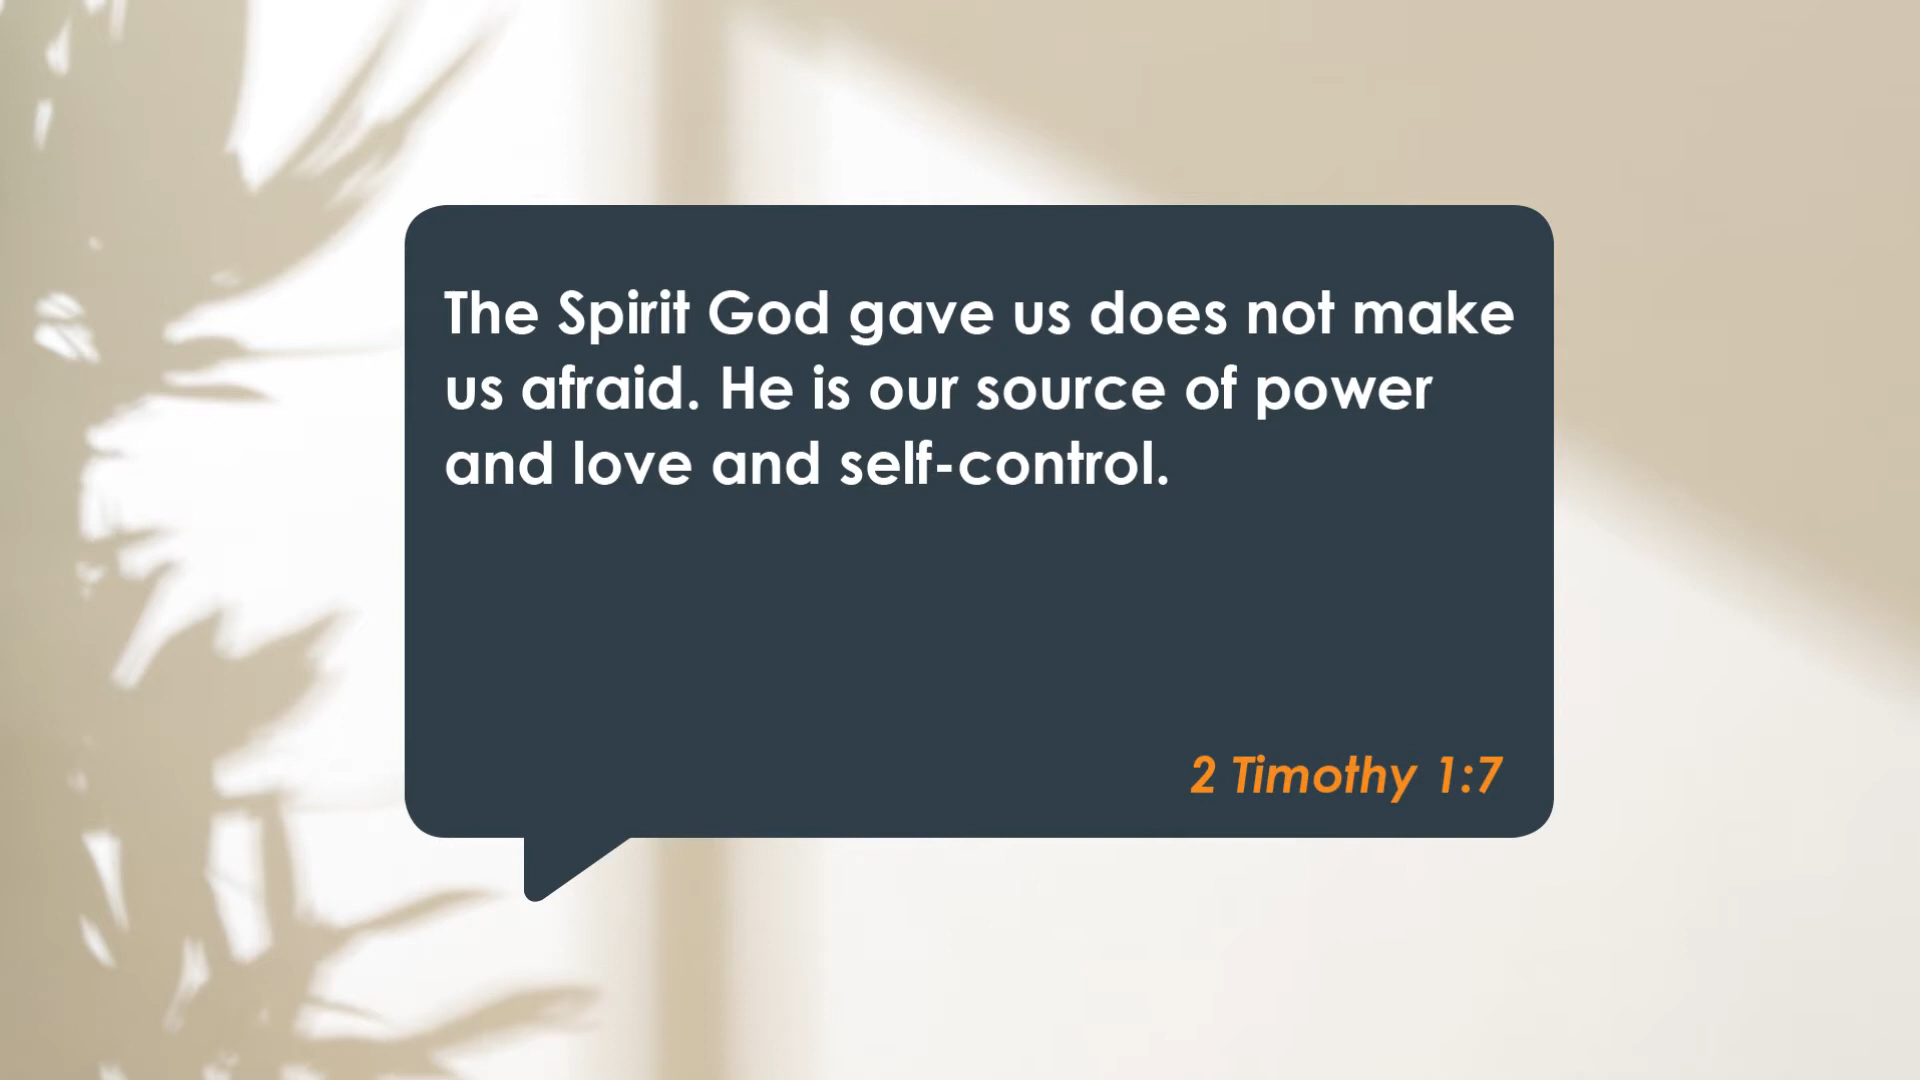 The Spirit God gave us does not make
us afraid. He is our source of power
and love and self-control.
2 Timothy 1:7